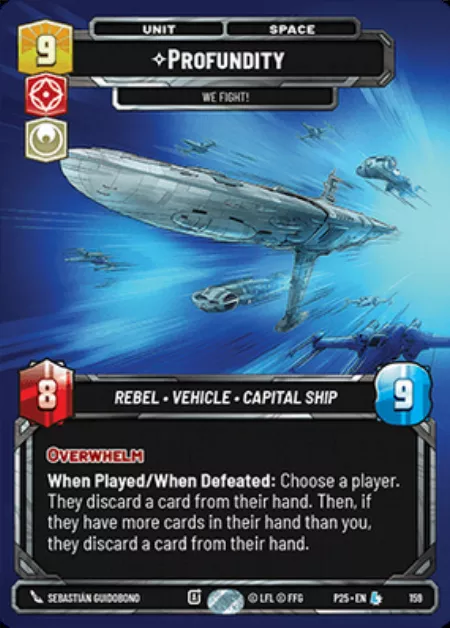 UNIT SPACE
9 PROFUNDITY
WE FIGHT!
8 REBEL • VEHICLE • CAPITAL SHIP 9
OVERWHELM
When Played/When Defeated: Choose a player.
They discard a card from their hand. Then, if
they have more cards in their hand than you,
they discard a card from their hand.
SEBASTIÁN GUIDOBONO © LFL © FFG P25 • EN 159